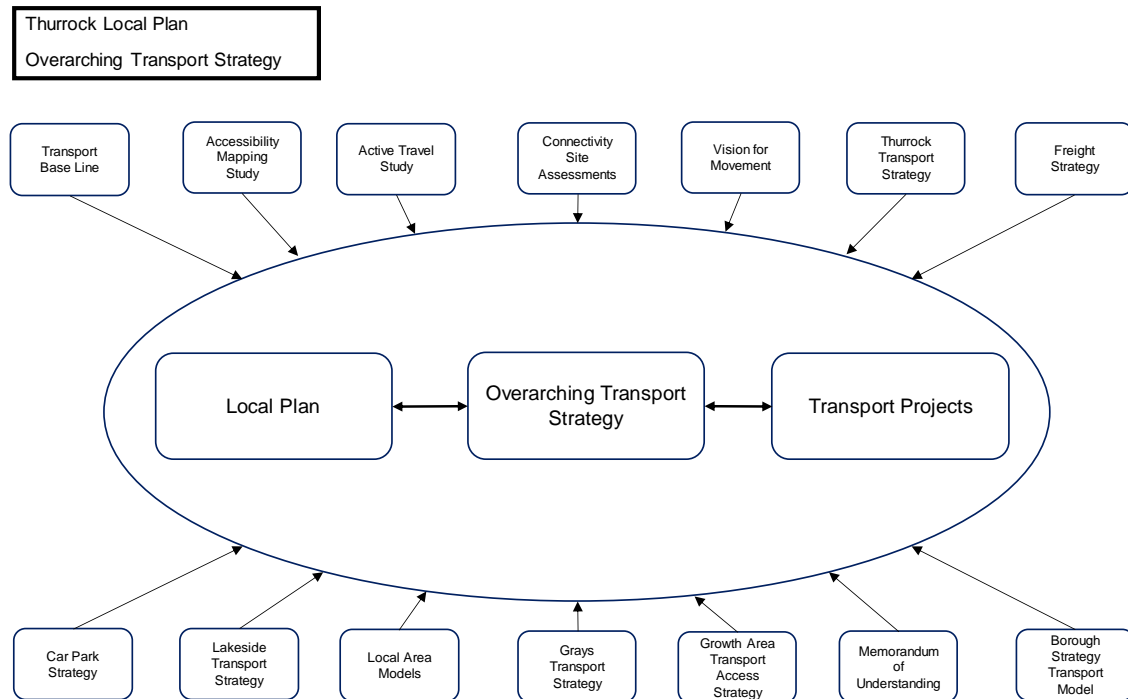 Thurrock Local Plan
Overarching Transport Strategy
Transport
Base Line
Accessibility
Mapping
Study
Active Travel
Study
Connectivity
Site
Assessments
Vision for
Movement
Thurrock
Transport
Strategy
Freight
Strategy
Local Plan
Overarching Transport
Strategy
Transport Projects
Car Park
Strategy
Lakeside
Transport
Strategy
Local Area
Models
Grays
Transport
Strategy
Growth Area
Transport
Access
Strategy
Memorandum
of
Understanding
Borough
Strategy
Transport
Model